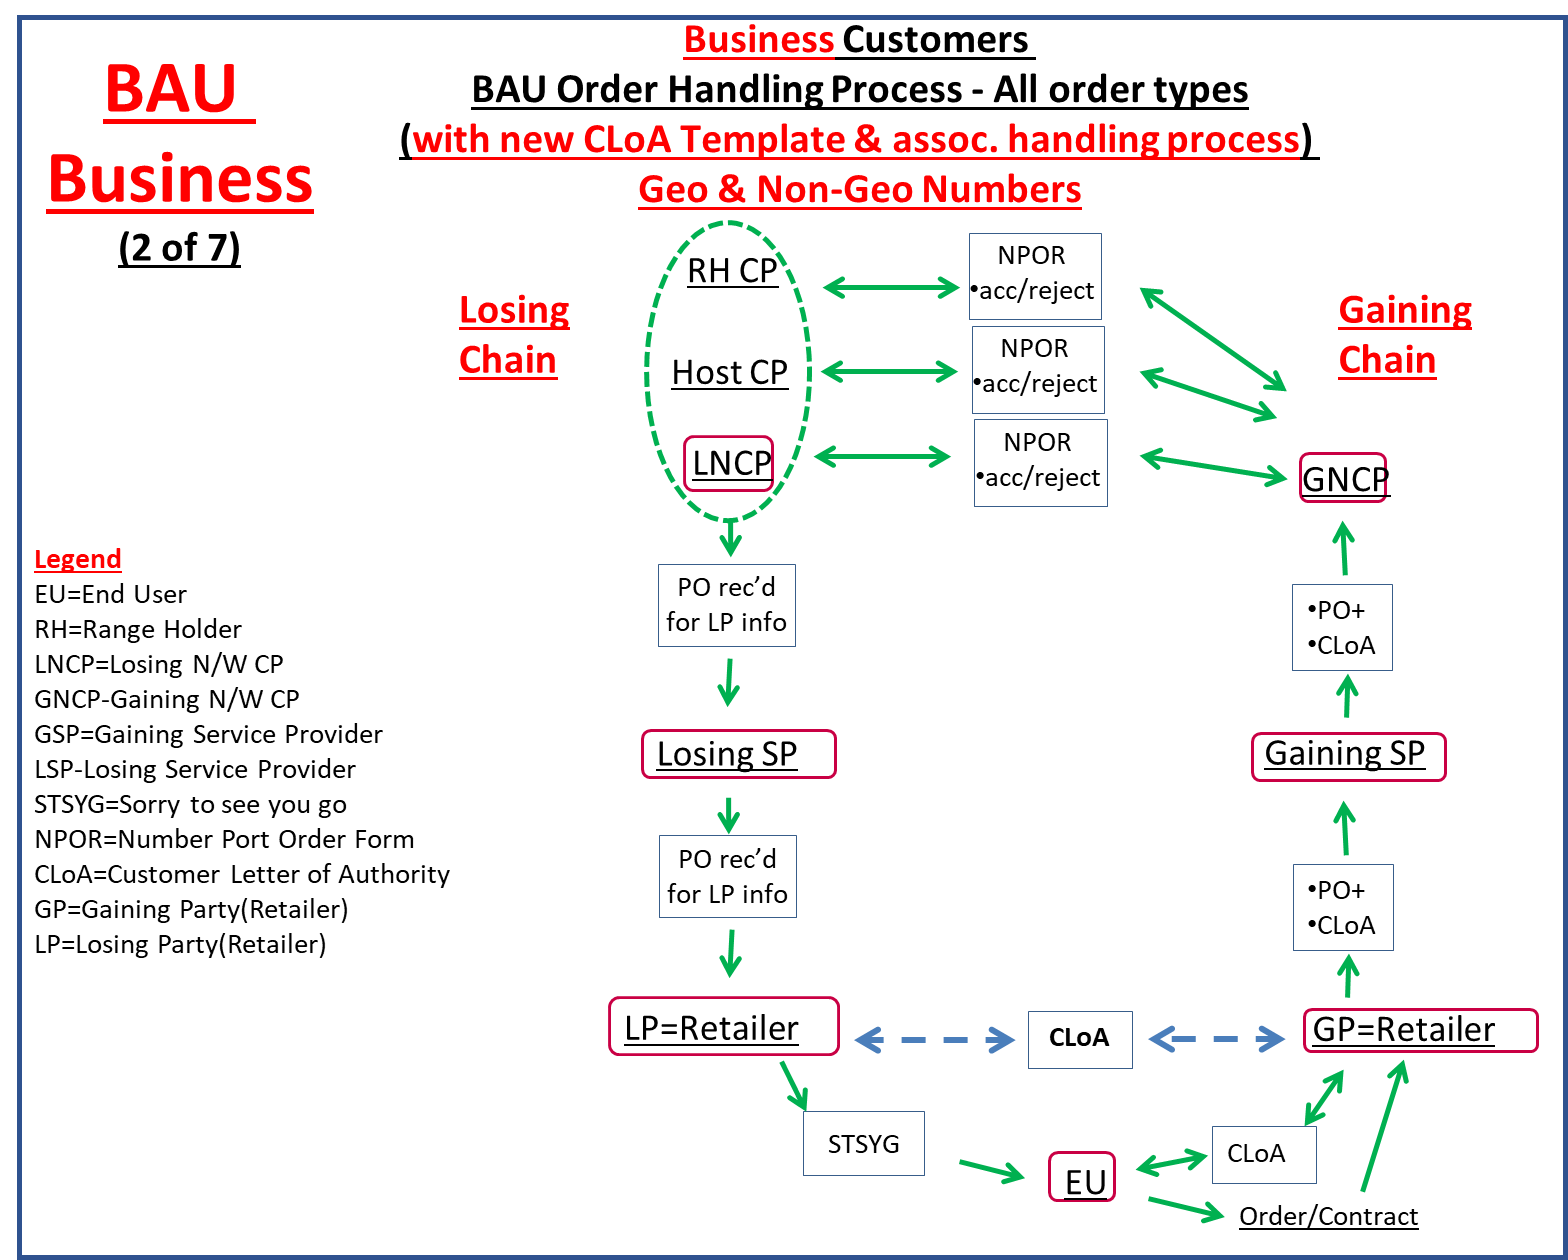 BAU
Business
(2 of 7)
Business Customers
BAU Order Handling Process - All order types
(with new CLoA Template & assoc. handling process)
Geo & Non-Geo Numbers
Losing
Chain
RH CP
Host CP
LNCP
NPOR
•acc/reject
NPOR
•acc/reject
NPOR
•acc/reject
Gaining
Chain
GNCP
Legend
EU=End User
RH=Range Holder
LNCP=Losing N/W CP
GNCP-Gaining N/W CP
GSP=Gaining Service Provider
LSP-Losing Service Provider
STSYG=Sorry to see you go
NPOR=Number Port Order Form
CLoA=Customer Letter of Authority
GP=Gaining Party(Retailer)
LP=Losing Party(Retailer)
PO rec’d
for LP info
•PO+
•CLoA
Losing SP
Gaining SP
PO rec’d
for LP info
•PO+
•CLoA
LP=Retailer
CLoA
GP=Retailer
STSYG
EU
CLoA
Order/Contract